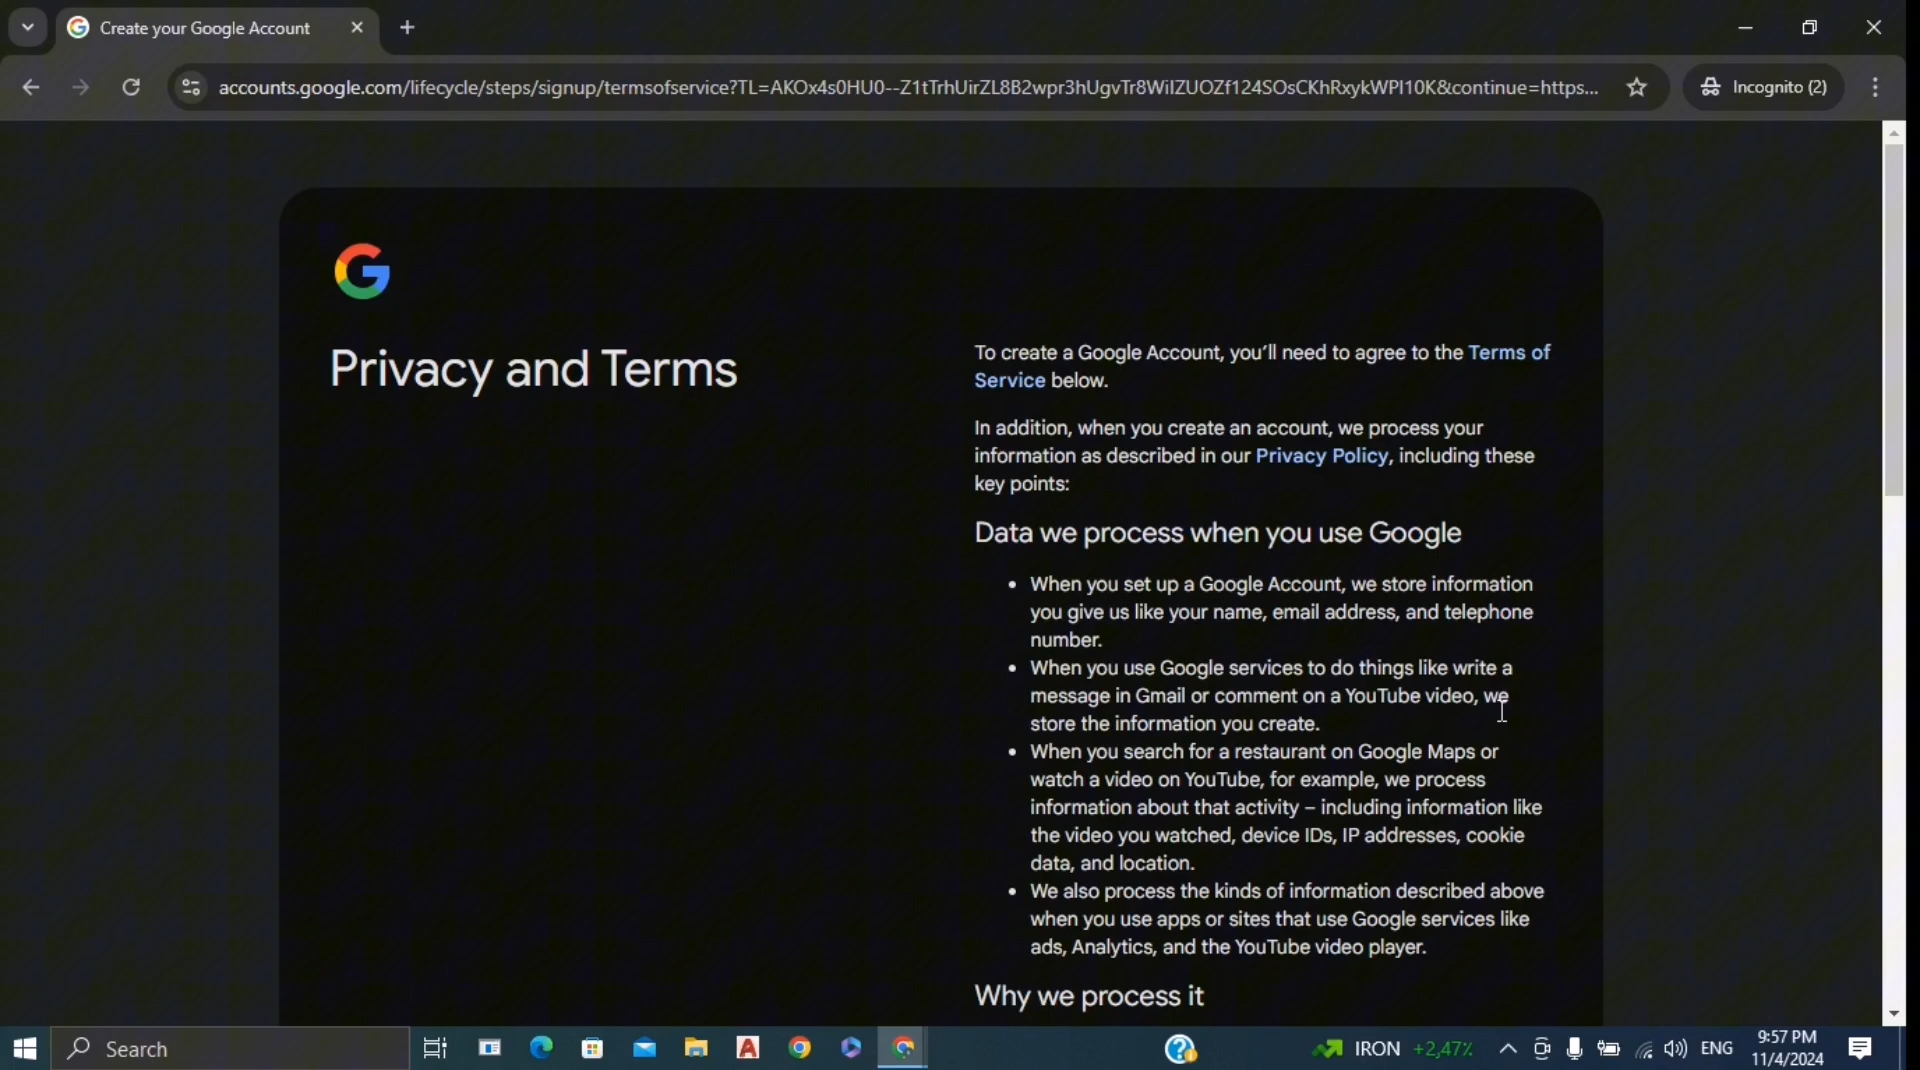 Create your Google Account
accounts.google.com/lifecycle/steps/signup/termsofservice?TL=AKOx4s0HU0--Z1tTrhUirZL8B2wpr3hUgvTr8WiIZUOZf124SOsCKhRxykWPI10K&continue=https...
Incognito (2)
Privacy and Terms
To create a Google Account, you'll need to agree to the Terms of
Service below.
In addition, when you create an account, we process your
information as described in our Privacy Policy, including these
key points:
Data we process when you use Google
• When you set up a Google Account, we store information
you give us like your name, email address, and telephone
number.
• When you use Google services to do things like write a
message in Gmail or comment on a YouTube video, we
store the information you create.
• When you search for a restaurant on Google Maps or
watch a video on YouTube, for example, we process
information about that activity – including information like
the video you watched, device IDs, IP addresses, cookie
data, and location.
• We also process the kinds of information described above
when you use apps or sites that use Google services like
ads, Analytics, and the YouTube video player.
Why we process it
Search
IRON +2,47%
ENG
9:57 PM
11/4/2024